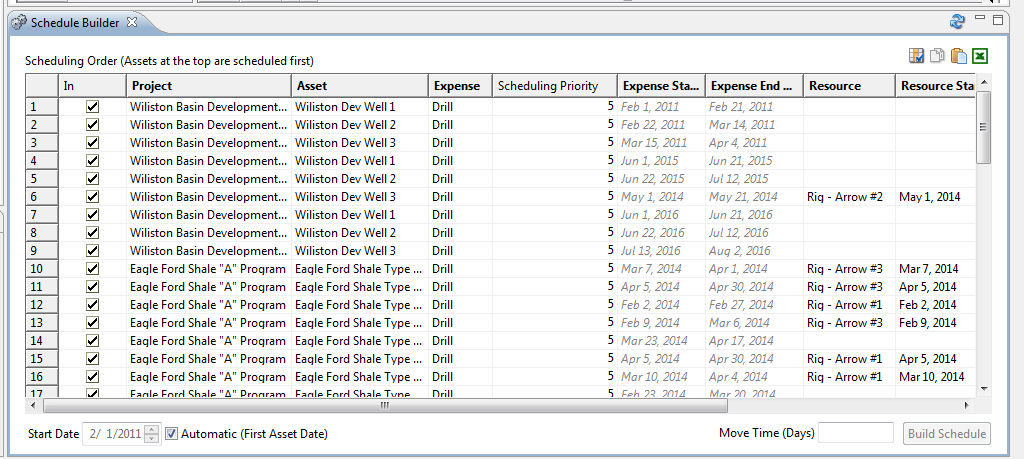 Schedule Builder
Scheduling Order (Assets at the top are scheduled first)
In Project Asset Expense Scheduling Priority Expense Sta... Expense End ... Resource Resource Sta
1 Wiliston Basin Development... Wiliston Dev Well 1 Drill 5 Feb 1, 2011 Feb 21, 2011
2 Wiliston Basin Development... Wiliston Dev Well 2 Drill 5 Feb 22, 2011 Mar 14, 2011
3 Wiliston Basin Development... Wiliston Dev Well 3 Drill 5 Mar 15, 2011 Apr 4, 2011
4 Wiliston Basin Development... Wiliston Dev Well 1 Drill 5 Jun 1, 2015 Jun 21, 2015
5 Wiliston Basin Development... Wiliston Dev Well 2 Drill 5 Jun 22, 2015 Jul 12, 2015
6 Wiliston Basin Development... Wiliston Dev Well 3 Drill 5 May 1, 2014 May 21, 2014 Rig - Arrow #2 May 1, 2014
7 Wiliston Basin Development... Wiliston Dev Well 1 Drill 5 Jun 1, 2016 Jun 21, 2016
8 Wiliston Basin Development... Wiliston Dev Well 2 Drill 5 Jun 22, 2016 Jul 12, 2016
9 Wiliston Basin Development... Wiliston Dev Well 3 Drill 5 Jul 13, 2016 Aug 2, 2016
10 Eagle Ford Shale "A" Program Eagle Ford Shale Type ... Drill 5 Mar 7, 2014 Apr 1, 2014 Rig - Arrow #3 Mar 7, 2014
11 Eagle Ford Shale "A" Program Eagle Ford Shale Type ... Drill 5 Apr 5, 2014 Apr 30, 2014 Rig - Arrow #3 Apr 5, 2014
12 Eagle Ford Shale "A" Program Eagle Ford Shale Type ... Drill 5 Feb 2, 2014 Feb 27, 2014 Rig - Arrow #1 Feb 2, 2014
13 Eagle Ford Shale "A" Program Eagle Ford Shale Type ... Drill 5 Feb 9, 2014 Mar 6, 2014 Rig - Arrow #3 Feb 9, 2014
14 Eagle Ford Shale "A" Program Eagle Ford Shale Type ... Drill 5 Mar 23, 2014 Apr 17, 2014
15 Eagle Ford Shale "A" Program Eagle Ford Shale Type ... Drill 5 Apr 5, 2014 Apr 30, 2014 Rig - Arrow #1 Apr 5, 2014
16 Eagle Ford Shale "A" Program Eagle Ford Shale Type ... Drill 5 Mar 10, 2014 Apr 4, 2014 Rig - Arrow #1 Mar 10, 2014
17 Eagle Ford Shale "A" Program Eagle Ford Shale Type ... Drill 5 Feb 23, 2014 Mar 20, 2014
Start Date 2/ 1/2011 Automatic (First Asset Date) Move Time (Days) Build Schedule